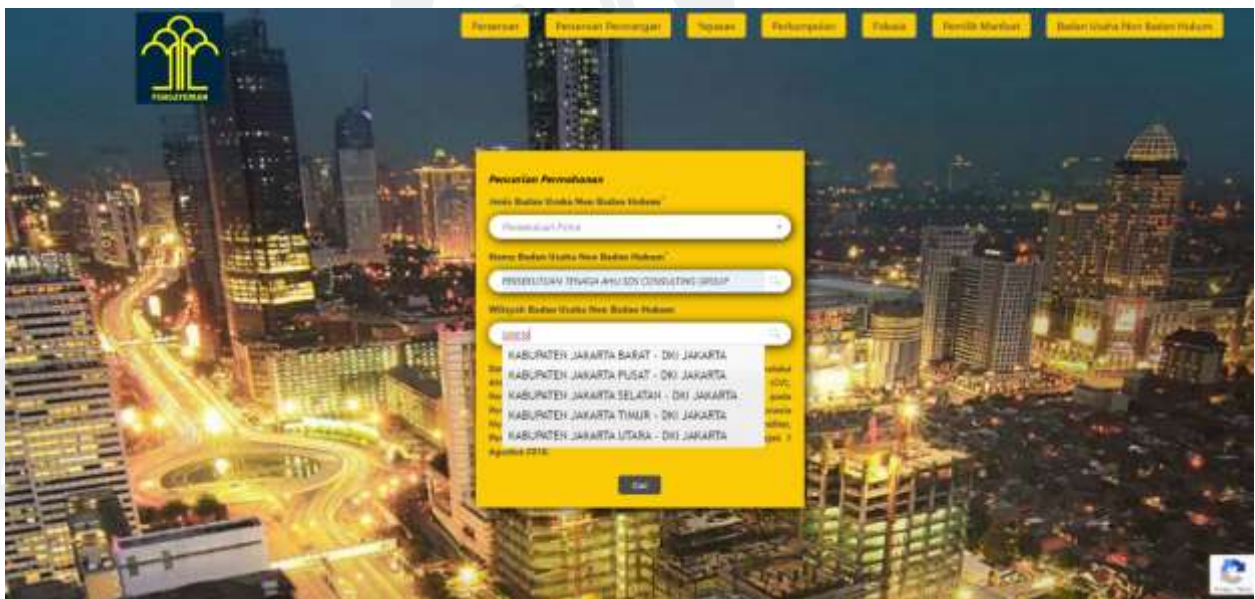 PENGAYOMAN
Perseroan
Perseroan Perorangan
Yayasan
Perkumpulan
Fidusia
Pemilik Manfaat
Badan Usaha Non Badan Hukum
Pencarian Permohonan
Jenis Badan Usaha Non Badan Hukum*
Persekutuan Perdata
Nama Badan Usaha Non Badan Hukum*
PERSEKUTUAN TENAGA AHLI SDS CONSULTING GROUP
Wilayah Badan Usaha Non Badan Hukum
KABUPATEN JAKARTA BARAT - DKI JAKARTA
KABUPATEN JAKARTA PUSAT - DKI JAKARTA
KABUPATEN JAKARTA SELATAN - DKI JAKARTA
KABUPATEN JAKARTA TIMUR - DKI JAKARTA
KABUPATEN JAKARTA UTARA - DKI JAKARTA
Agustus 2018.
Cari